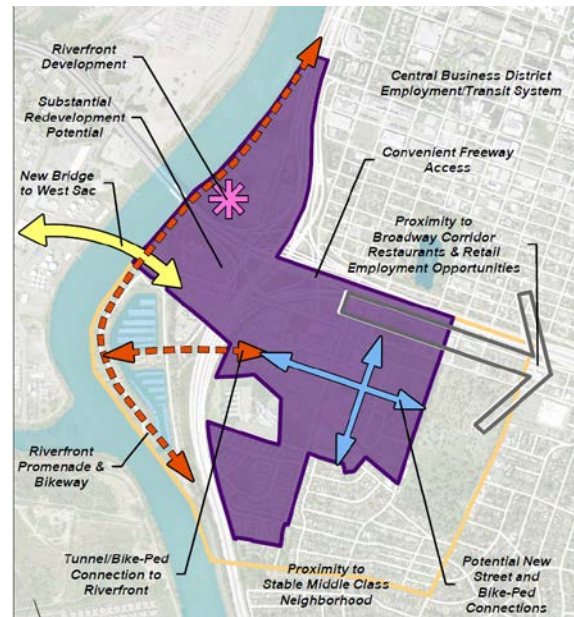 Riverfront
Development
Central Business District
Employment/Transit System
Substantial
Redevelopment
Potential
Convenient Freeway
Access
New Bridge
to West Sac
Proximity to
Broadway Corridor
Restaurants & Retail
Employment Opportunities
Riverfront
Promenade &
Bikeway
Tunnel/Bike-Ped
Connection to
Riverfront
Proximity to
Stable Middle Class
Neighborhood
Potential New
Street and
Bike-Ped
Connections